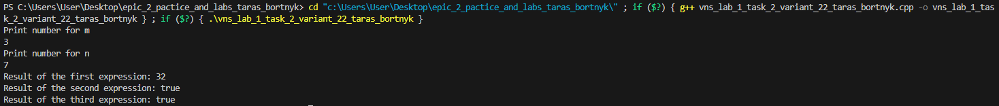 PS C:\Users\User\Desktop\epic_2_pactice_and_labs_taras_bortnyk> cd "c:\Users\User\Desktop\epic_2_pactice_and_labs_taras_bortnyk\" ; if ($?) { g++ vns_lab_1_task_2_variant_22_taras_bortnyk.cpp -o vns_lab_1_tas
k_2_variant_22_taras_bortnyk } ; if ($?) { .\vns_lab_1_task_2_variant_22_taras_bortnyk }
Print number for m
3
Print number for n
7
Result of the first expression: 32
Result of the second expression: true
Result of the third expression: true